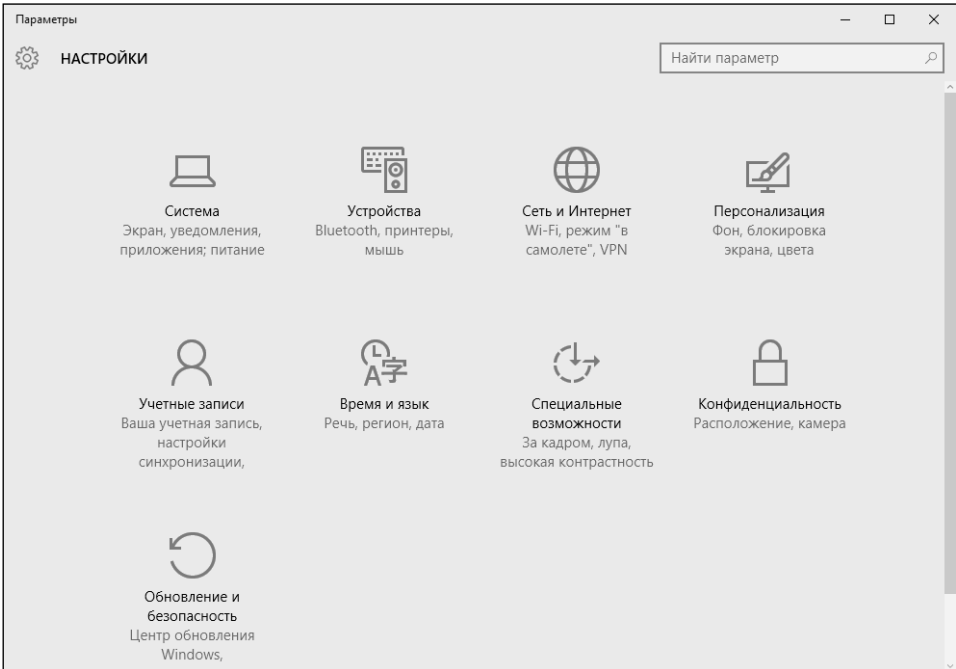 Параметры
НАСТРОЙКИ
Найти параметр
Система
Экран, уведомления,
приложения; питание
Устройства
Bluetooth, принтеры,
мышь
Сеть и Интернет
Wi-Fi, режим "в
самолете", VPN
Персонализация
Фон, блокировка
экрана, цвета
Учетные записи
Ваша учетная запись,
настройки
синхронизации,
Время и язык
Речь, регион, дата
Специальные
возможности
За кадром, лупа,
высокая контрастность
Конфиденциальность
Расположение, камера
Обновление и
безопасность
Центр обновления
Windows,